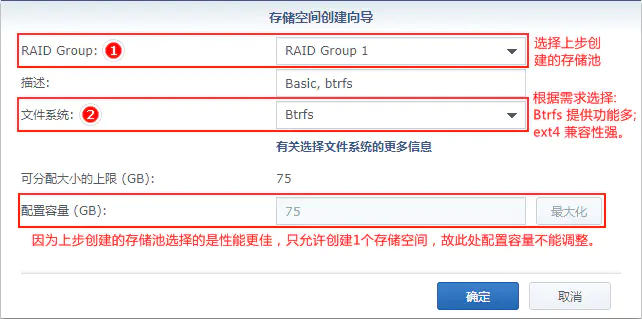 存储空间创建向导
RAID Group: 1 RAID Group 1
选择上步创
建的存储池
描述: Basic, btrfs
文件系统: 2 Btrfs
根据需求选择:
Btrfs 提供功能多;
ext4 兼容性强。
有关选择文件系统的更多信息
可分配大小的上限 (GB): 75
配置容量 (GB): 75 最大化
因为上步创建的存储池选择的是性能更佳，只允许创建1个存储空间，故此处配置容量不能调整。
确定 取消